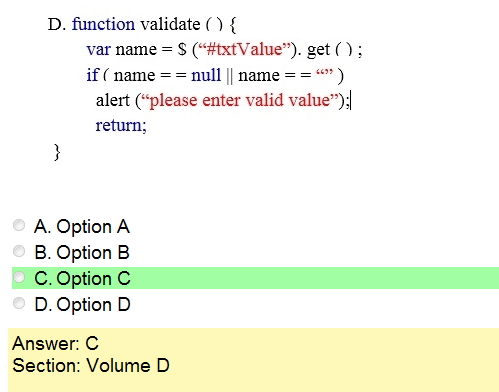 D. function validate ( ) {
var name = $ (“#txtValue”). get ( ) ;
if ( name = = null || name = = “” )
alert (“please enter valid value”);
return;
}
A. Option A
B. Option B
C. Option C
D. Option D
Answer: C
Section: Volume D